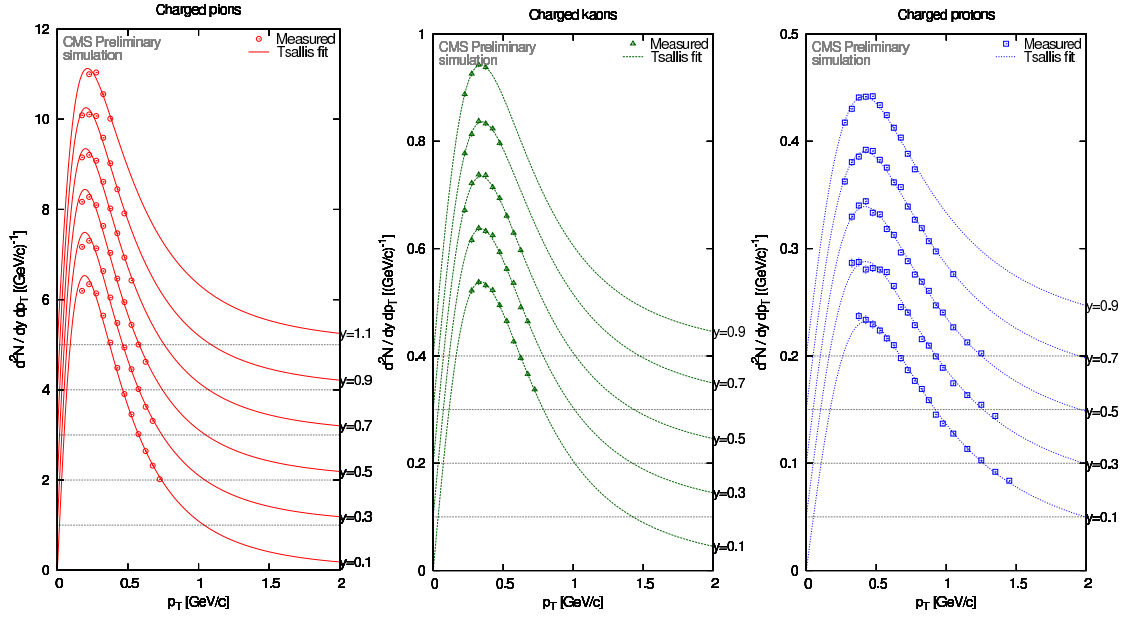 Charged pions
CMS Preliminary
simulation
Measured
Tsallis fit
12
10
8
6
4
2
0
d²N / dy dpT [(GeV/c)⁻¹]
y=1.1
y=0.9
y=0.7
y=0.5
y=0.3
y=0.1
0 0.5 1 1.5 2
pT [GeV/c]
Charged kaons
CMS Preliminary
simulation
Measured
Tsallis fit
1
0.8
0.6
0.4
0.2
0
d²N / dy dpT [(GeV/c)⁻¹]
y=0.9
y=0.7
y=0.5
y=0.3
y=0.1
0 0.5 1 1.5 2
pT [GeV/c]
Charged protons
CMS Preliminary
simulation
Measured
Tsallis fit
0.5
0.4
0.3
0.2
0.1
0
d²N / dy dpT [(GeV/c)⁻¹]
y=0.9
y=0.7
y=0.5
y=0.3
y=0.1
0 0.5 1 1.5 2
pT [GeV/c]